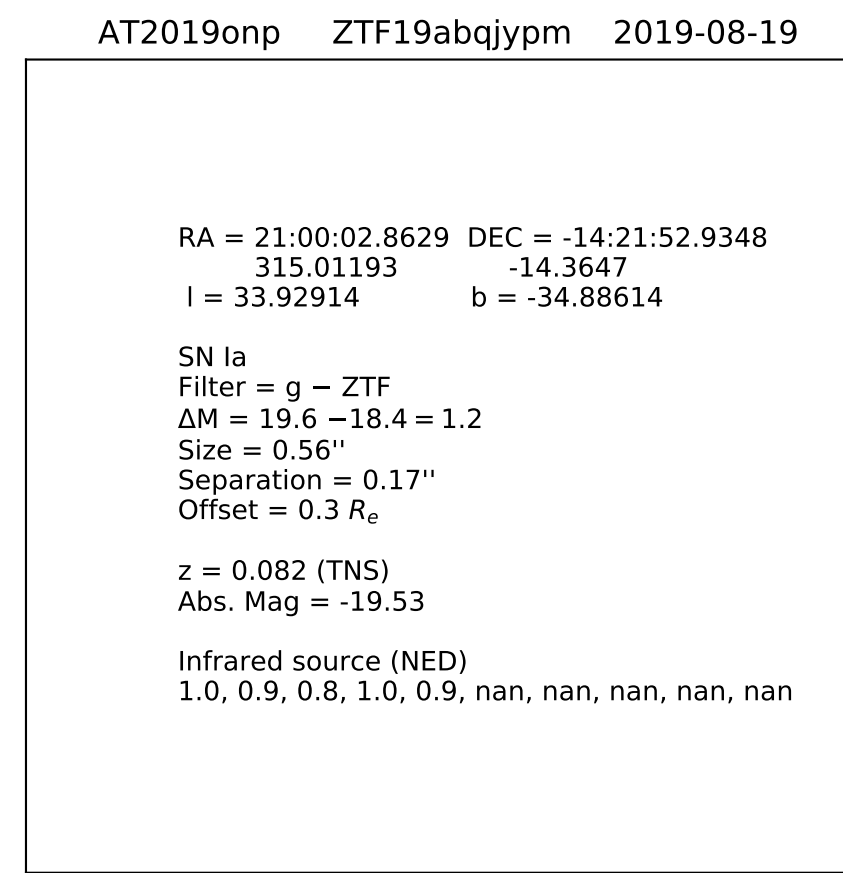 AT2019onp ZTF19abqjypm 2019-08-19
RA = 21:00:02.8629 DEC = -14:21:52.9348
315.01193 -14.3647
l = 33.92914 b = -34.88614
SN Ia
Filter = g − ZTF
ΔM = 19.6 −18.4 = 1.2
Size = 0.56''
Separation = 0.17''
Offset = 0.3 Re
z = 0.082 (TNS)
Abs. Mag = -19.53
Infrared source (NED)
1.0, 0.9, 0.8, 1.0, 0.9, nan, nan, nan, nan, nan